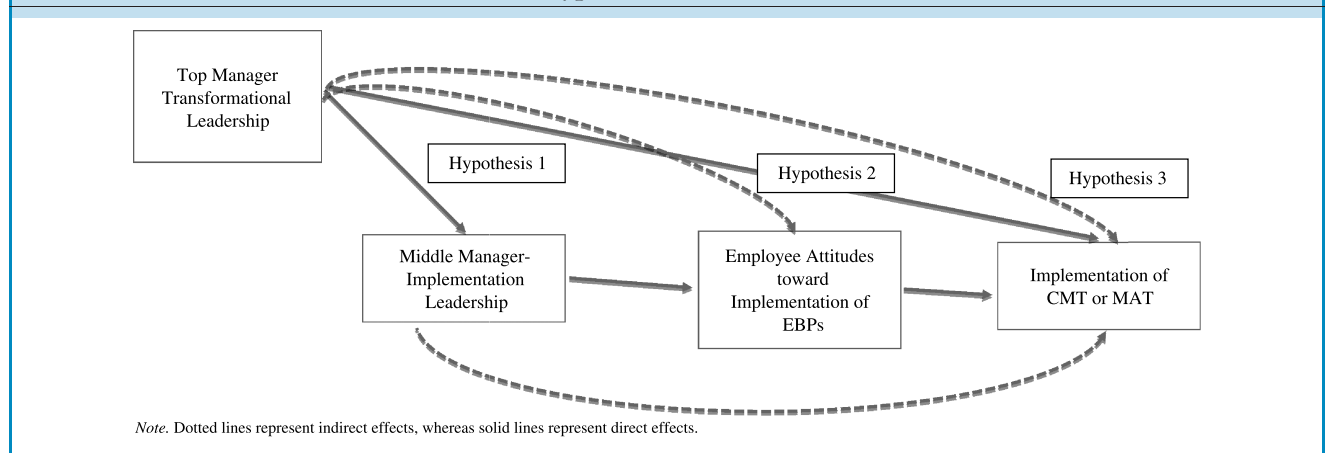 Top Manager
Transformational
Leadership
Hypothesis 1
Hypothesis 2
Hypothesis 3
Middle Manager-
Implementation
Leadership
Employee Attitudes
toward
Implementation of
EBPs
Implementation of
CMT or MAT
Note. Dotted lines represent indirect effects, whereas solid lines represent direct effects.